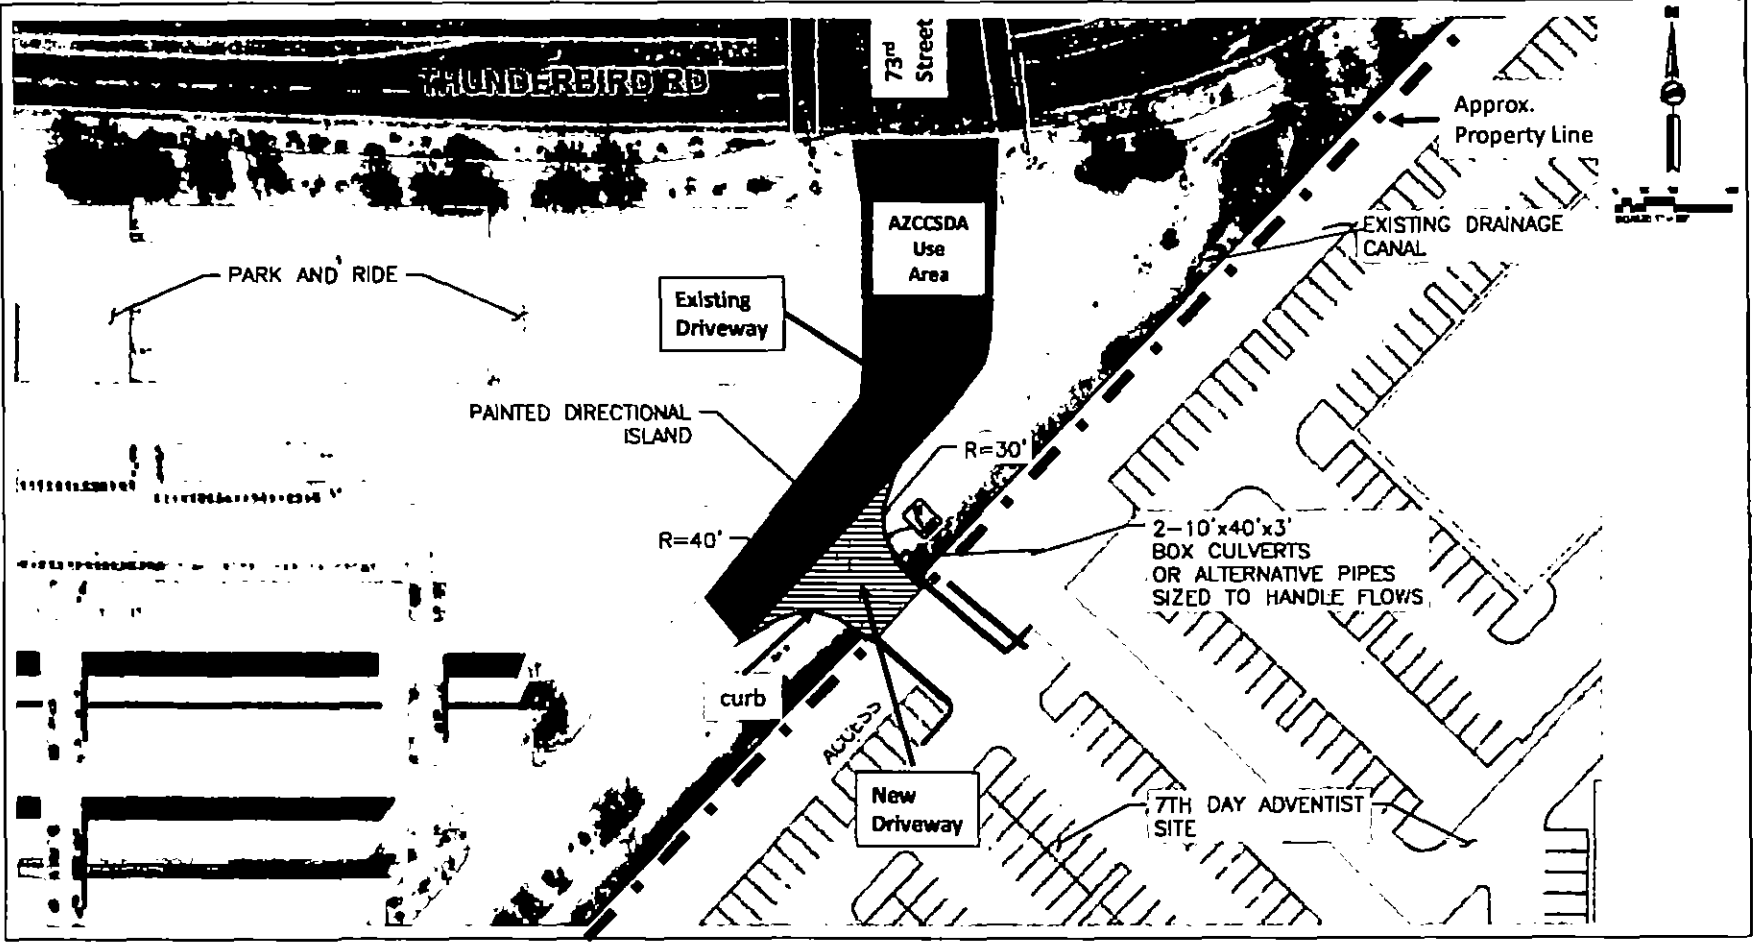 THUNDERBIRD RD
73rd
Street
N
Approx.
Property Line
AZCCSDA
Use
Area
EXISTING DRAINAGE
CANAL
PARK AND RIDE
Existing
Driveway
PAINTED DIRECTIONAL
ISLAND
R=30'
R=40'
2-10'x40'x3'
BOX CULVERTS
OR ALTERNATIVE PIPES
SIZED TO HANDLE FLOWS
curb
ACCESS
New
Driveway
7TH DAY ADVENTIST
SITE